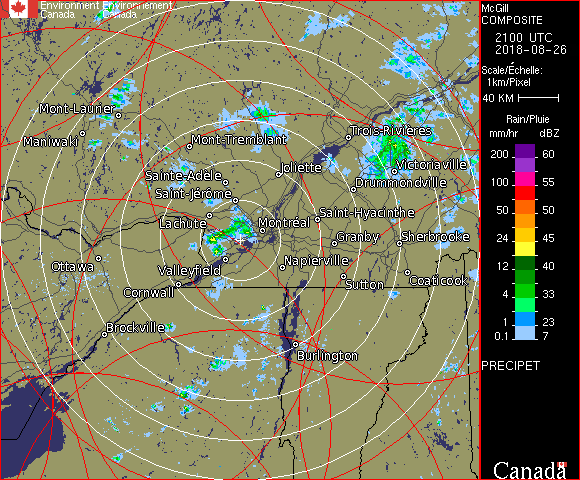 Environment Environnement
Canada Canada
McGill
COMPOSITE
2100 UTC
2018-08-26
Scale/Échelle:
1km/Pixel
40 KM
Rain/Pluie
mm/hr dBZ
200 60
100 55
50 50
24 45
12 40
4 33
1 23
0.1 7
PRECIPET
Canada
Mont-Laurier
Maniwaki
Mont-Tremblant
Trois-Rivières
Joliette
Victoriaville
Sainte-Adèle
Drummondville
Saint-Jérôme
Lachute
Montréal
Saint-Hyacinthe
Granby
Sherbrooke
Ottawa
Valleyfield
Napierville
Cornwall
Sutton
Coaticook
Brockville
Burlington